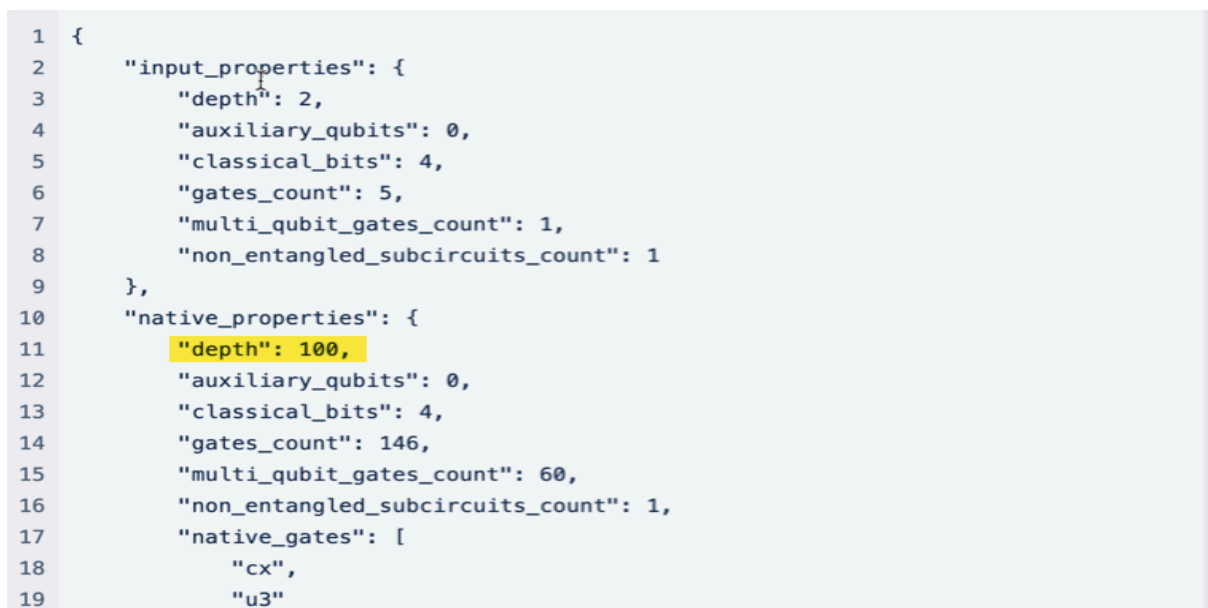 1 {
2 "input_properties": {
3 "depth": 2,
4 "auxiliary_qubits": 0,
5 "classical_bits": 4,
6 "gates_count": 5,
7 "multi_qubit_gates_count": 1,
8 "non_entangled_subcircuits_count": 1
9 },
10 "native_properties": {
11 "depth": 100,
12 "auxiliary_qubits": 0,
13 "classical_bits": 4,
14 "gates_count": 146,
15 "multi_qubit_gates_count": 60,
16 "non_entangled_subcircuits_count": 1,
17 "native_gates": [
18 "cx",
19 "u3"